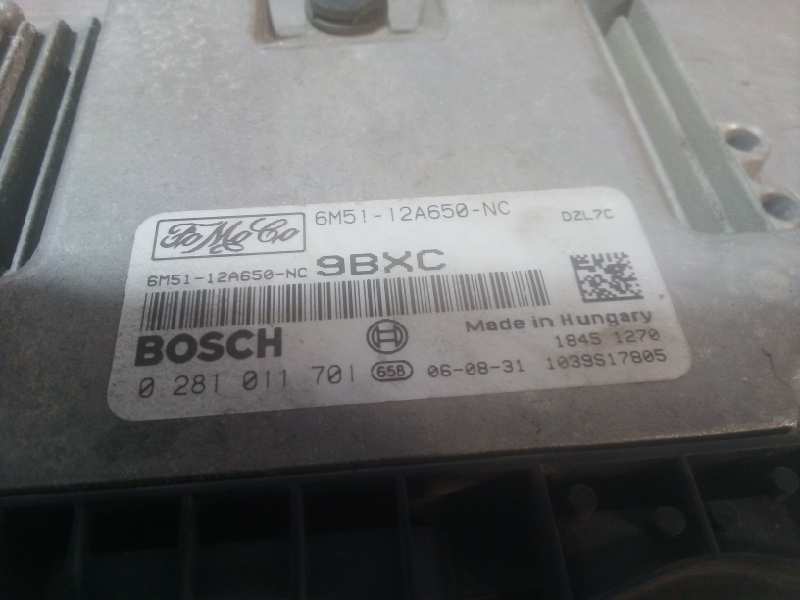 FoMoCo 6M51-12A650-NC DZL7C
6M51-12A650-NC 9BXC
BOSCH Made in Hungary
1845 1270
0 281 011 701 658 06-08-31 1039S17805